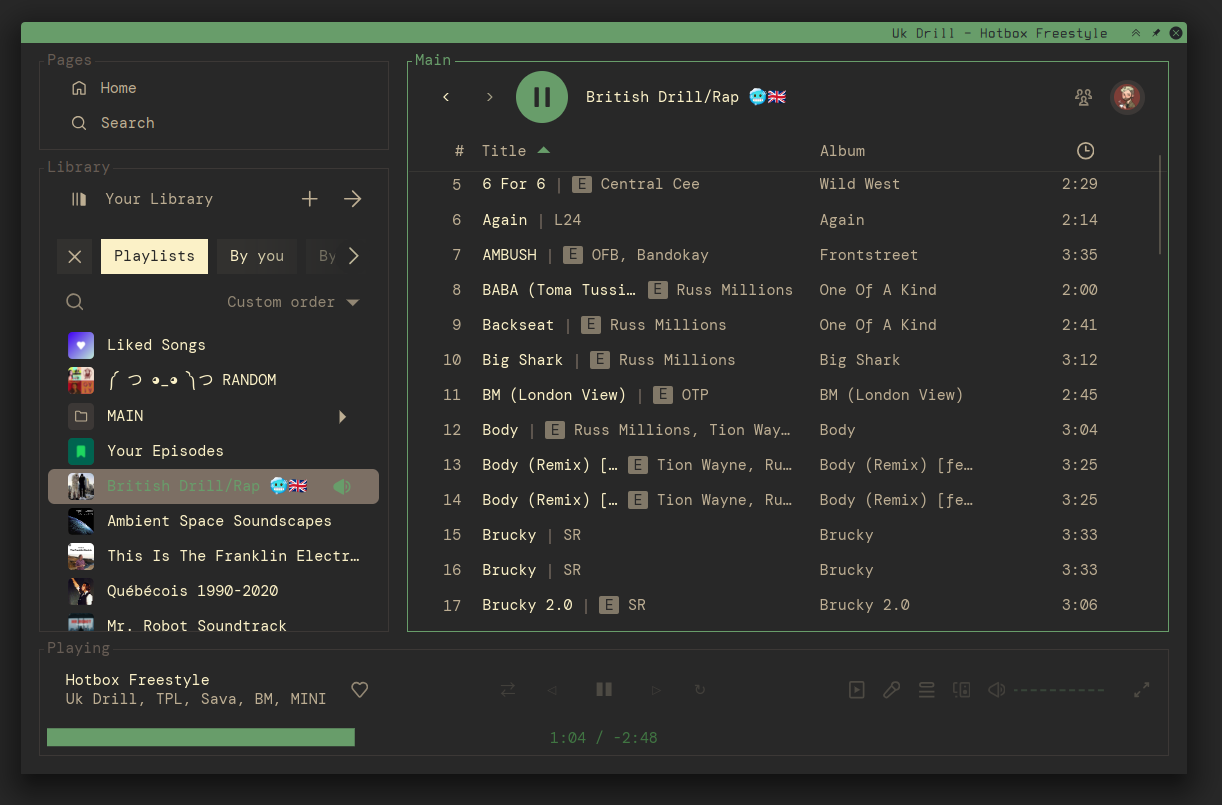 Uk Drill - Hotbox Freestyle
Pages
Home
Search
Library
Your Library
Playlists By you By
Custom order
Liked Songs
༼ つ ◕_◕ ༽つ RANDOM
MAIN
Your Episodes
British Drill/Rap 🥶🇬🇧
Ambient Space Soundscapes
This Is The Franklin Electr…
Québécois 1990-2020
Mr. Robot Soundtrack
Main
British Drill/Rap 🥶🇬🇧
# Title Album
5 6 For 6 | E Central Cee Wild West 2:29
6 Again | L24 Again 2:14
7 AMBUSH | E OFB, Bandokay Frontstreet 3:35
8 BABA (Toma Tussi… E Russ Millions One Of A Kind 2:00
9 Backseat | E Russ Millions One Of A Kind 2:41
10 Big Shark | E Russ Millions Big Shark 3:12
11 BM (London View) | E OTP BM (London View) 2:45
12 Body | E Russ Millions, Tion Way… Body 3:04
13 Body (Remix) [… E Tion Wayne, Ru… Body (Remix) [fe… 3:25
14 Body (Remix) [… E Tion Wayne, Ru… Body (Remix) [fe… 3:25
15 Brucky | SR Brucky 3:33
16 Brucky | SR Brucky 3:33
17 Brucky 2.0 | E SR Brucky 2.0 3:06
Playing
Hotbox Freestyle
Uk Drill, TPL, Sava, BM, MINI
1:04 / -2:48